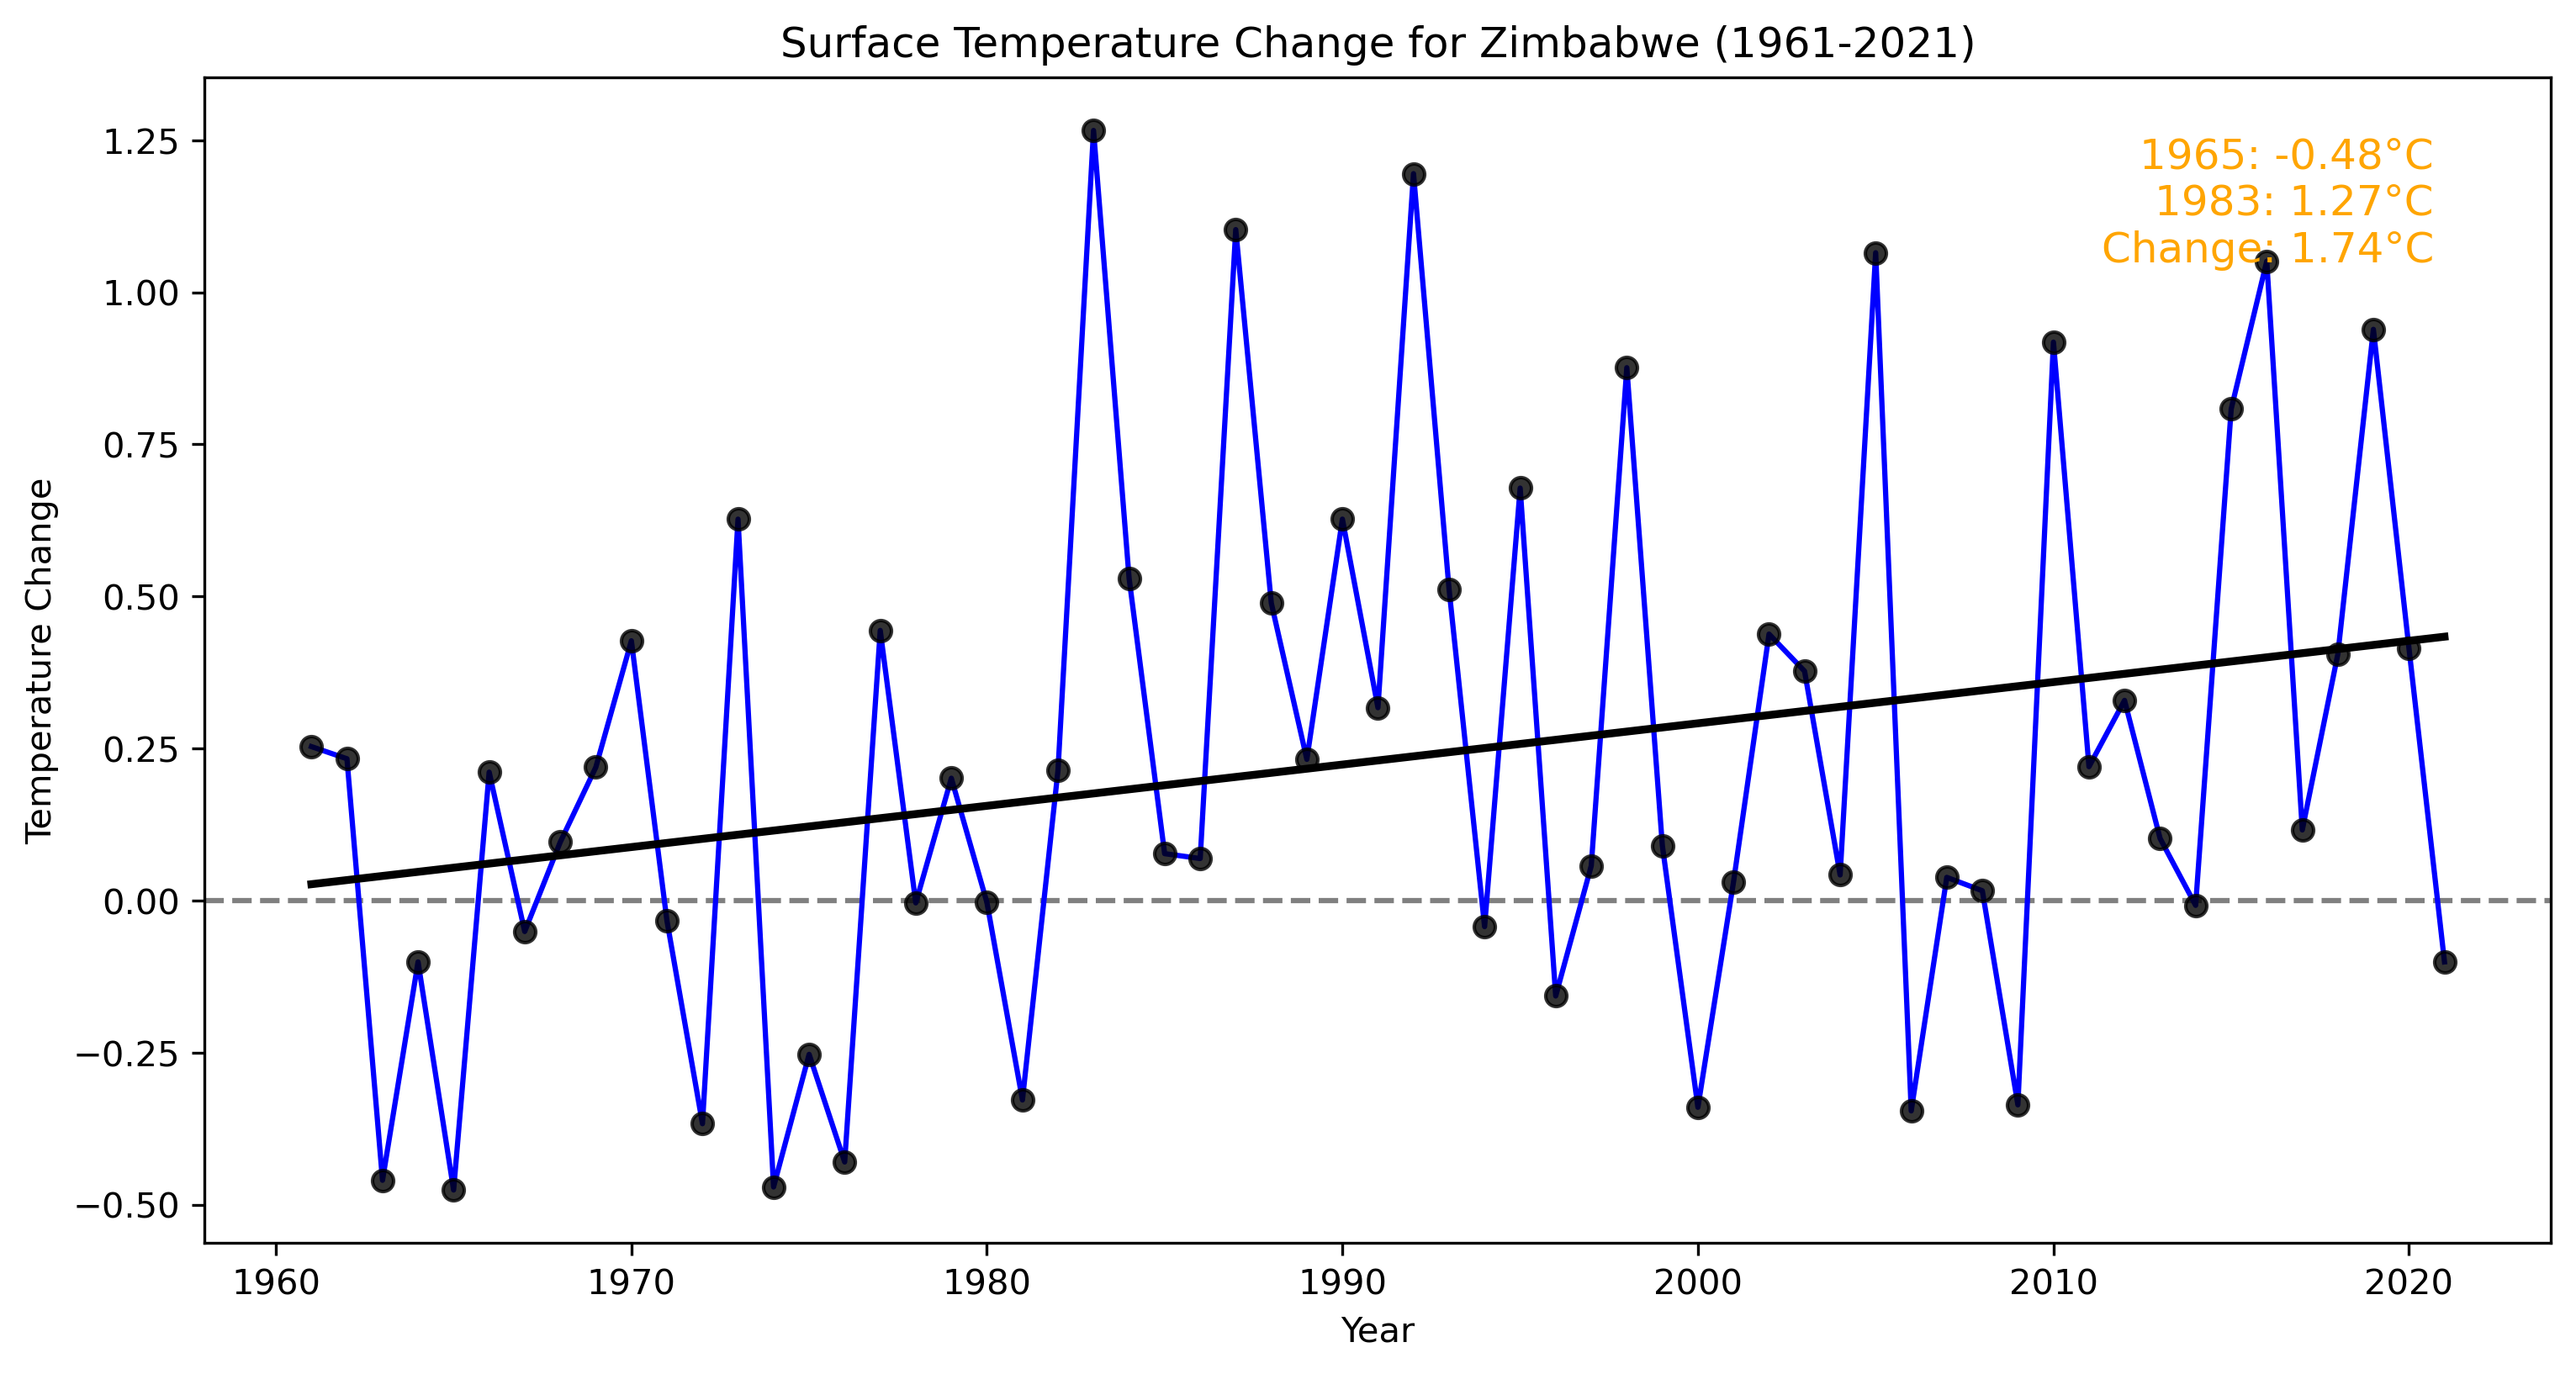 Surface Temperature Change for Zimbabwe (1961-2021)
1965: -0.48°C
1983: 1.27°C
Change: 1.74°C
Temperature Change
1.25
1.00
0.75
0.50
0.25
0.00
−0.25
−0.50
1960 1970 1980 1990 2000 2010 2020
Year